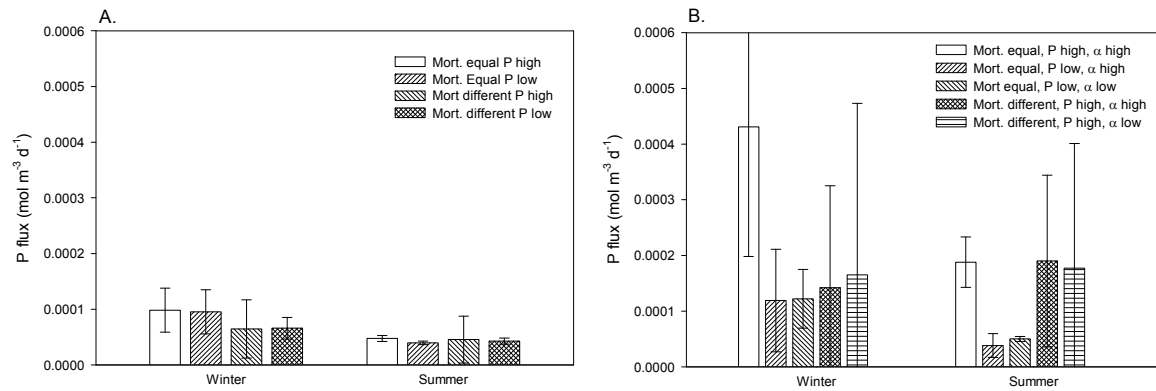 A.
0.0006
0.0005
0.0004
0.0003
0.0002
0.0001
0.0000
P flux (mol m⁻³ d⁻¹)
Mort. equal P high
Mort. Equal P low
Mort different P high
Mort. different P low
Winter
Summer
B.
0.0006
0.0005
0.0004
0.0003
0.0002
0.0001
0.0000
P flux (mol m⁻³ d⁻¹)
Mort. equal, P high, α high
Mort. equal, P low, α high
Mort equal, P low, α low
Mort. different, P high, α high
Mort. different, P high, α low
Winter
Summer